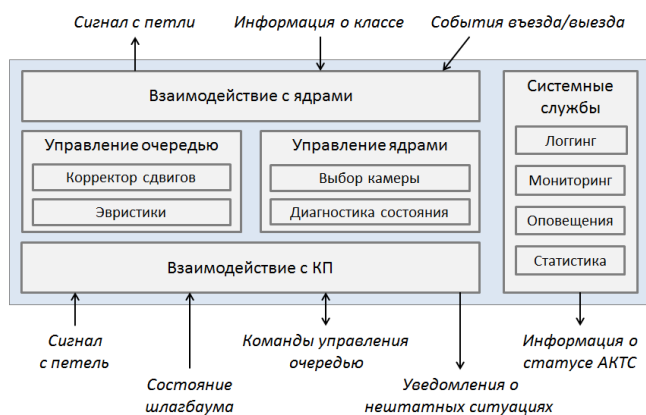 Сигнал с петли
Информация о классе
События въезда/выезда
Взаимодействие с ядрами
Управление очередью
Корректор сдвигов
Эвристики
Управление ядрами
Выбор камеры
Диагностика состояния
Взаимодействие с КП
Системные
службы
Логгинг
Мониторинг
Оповещения
Статистика
Сигнал
с петель
Состояние
шлагбаума
Команды управления
очередью
Уведомления о
нештатных ситуациях
Информация о
статусе АКТС